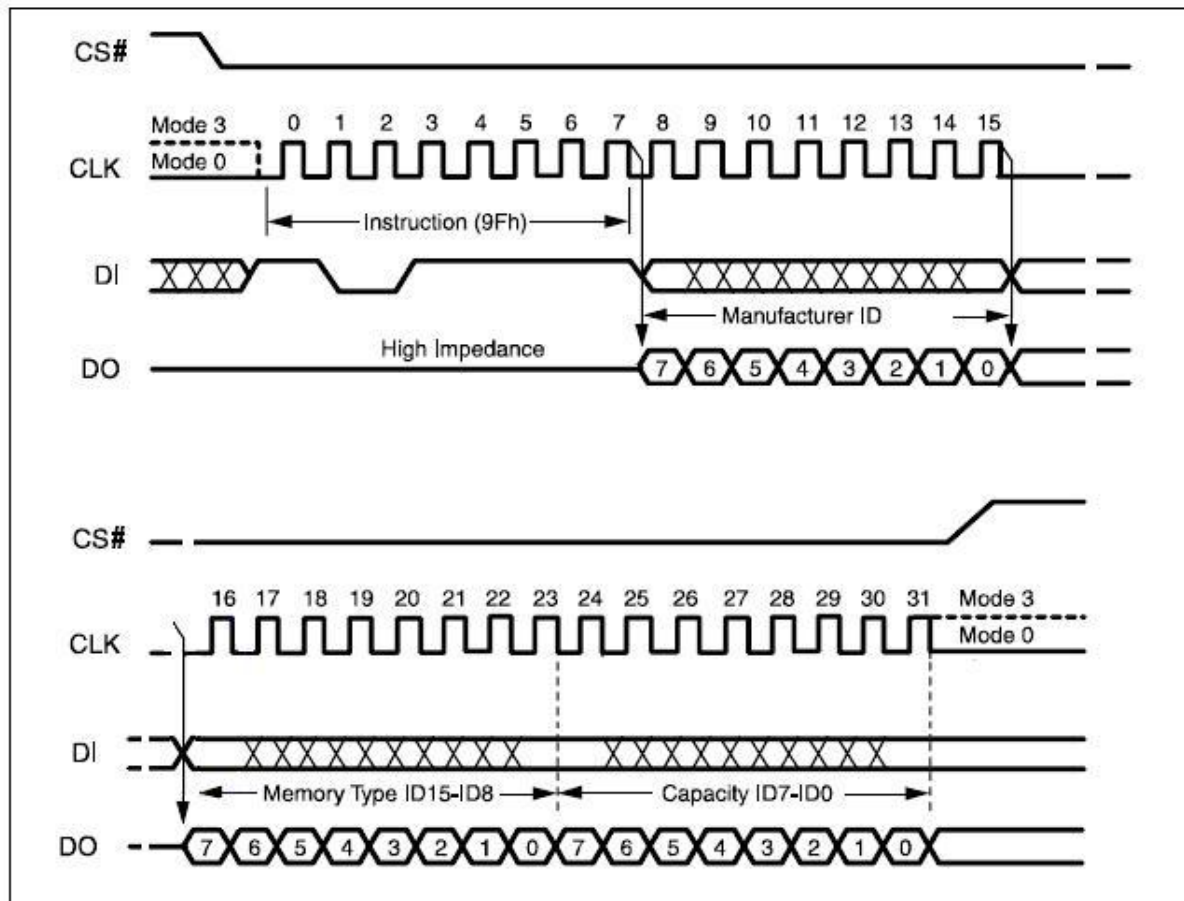 CS#
Mode 3 0 1 2 3 4 5 6 7 8 9 10 11 12 13 14 15
Mode 0
CLK
Instruction (9Fh)
DI
Manufacturer ID
High Impedance
DO 7 6 5 4 3 2 1 0
CS#
16 17 18 19 20 21 22 23 24 25 26 27 28 29 30 31 Mode 3
CLK Mode 0
DI
Memory Type ID15-ID8 Capacity ID7-ID0
DO 7 6 5 4 3 2 1 0 7 6 5 4 3 2 1 0